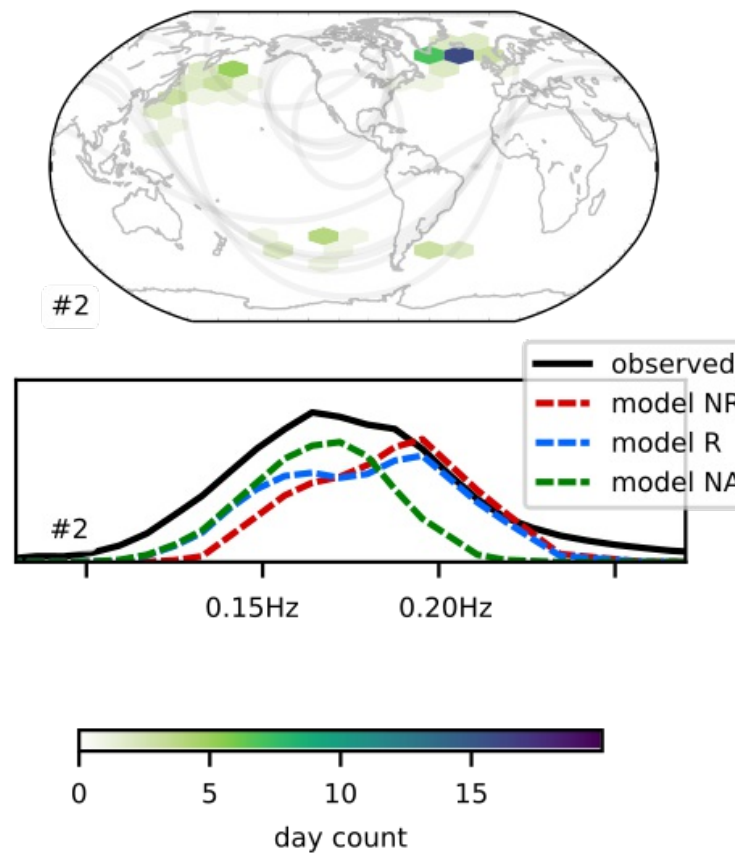 #2
observed
model NR
model R
model NA
#2
0.15Hz 0.20Hz
0 5 10 15
day count